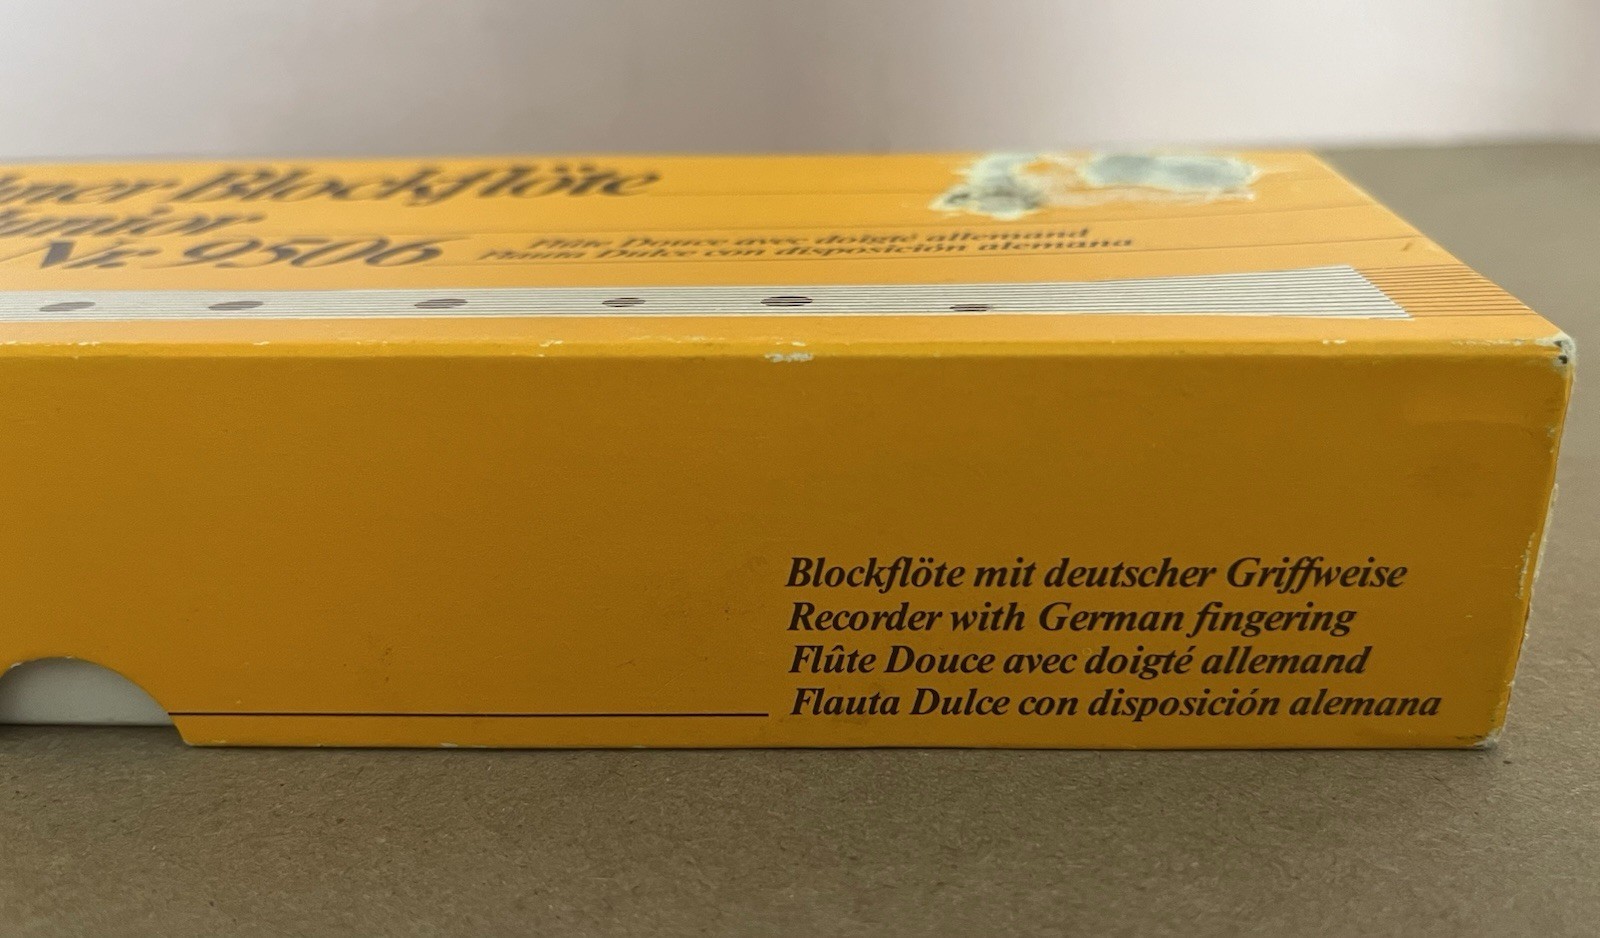 Blockflöte
Nr. 9506
Flûte Douce avec doigté allemand
Flauta Dulce con disposición alemana
Blockflöte mit deutscher Griffweise
Recorder with German fingering
Flûte Douce avec doigté allemand
Flauta Dulce con disposición alemana